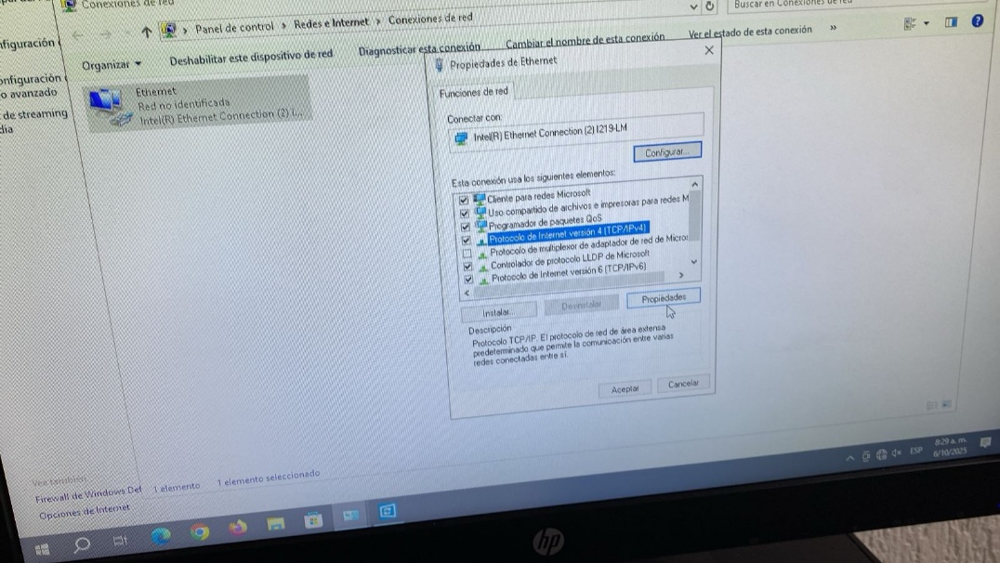 Conexiones de red
Panel de control > Redes e Internet > Conexiones de red
Buscar en Conexiones de red
Organizar
Deshabilitar este dispositivo de red
Diagnosticar esta conexión
Cambiar el nombre de esta conexión
Ver el estado de esta conexión
»
Ethernet
Red no identificada
Intel(R) Ethernet Connection (2) I...
nfiguración
onfiguración
o avanzado
de streaming
dia
Propiedades de Ethernet
Funciones de red
Conectar con:
Intel(R) Ethernet Connection (2) I219-LM
Configurar...
Esta conexión usa los siguientes elementos:
Cliente para redes Microsoft
Uso compartido de archivos e impresoras para redes M
Programador de paquetes QoS
Protocolo de Internet versión 4 (TCP/IPv4)
Protocolo de multiplexor de adaptador de red de Micros
Controlador de protocolo LLDP de Microsoft
Protocolo de Internet versión 6 (TCP/IPv6)
Instalar...
Desinstalar
Propiedades
Descripción
Protocolo TCP/IP. El protocolo de red de área extensa
predeterminado que permite la comunicación entre varias
redes conectadas entre sí.
Aceptar
Cancelar
Vea también
Firewall de Windows Def
Opciones de Internet
1 elemento
1 elemento seleccionado
ESP
8:29 a. m.
6/10/2025
hp